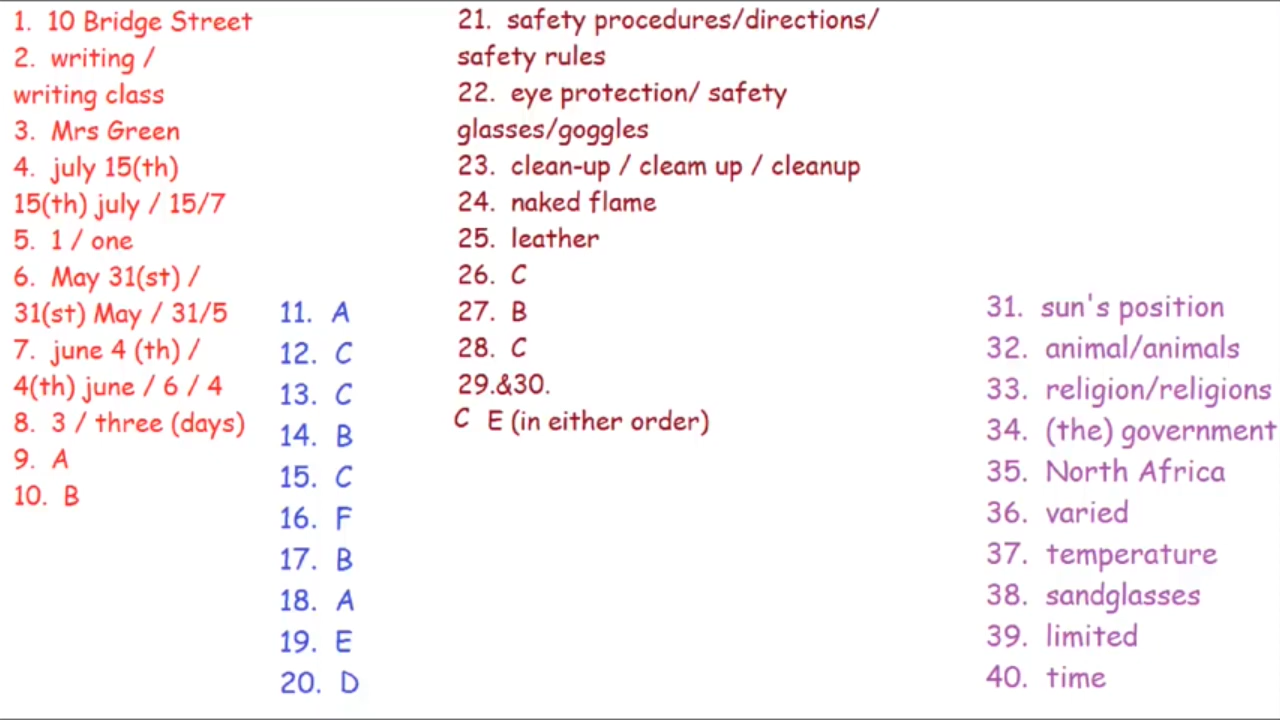 1. 10 Bridge Street
2. writing /
writing class
3. Mrs Green
4. july 15(th)
15(th) july / 15/7
5. 1 / one
6. May 31(st) /
31(st) May / 31/5
7. june 4 (th) /
4(th) june / 6 / 4
8. 3 / three (days)
9. A
10. B
11. A
12. C
13. C
14. B
15. C
16. F
17. B
18. A
19. E
20. D
21. safety procedures/directions/
safety rules
22. eye protection/ safety
glasses/goggles
23. clean-up / cleam up / cleanup
24. naked flame
25. leather
26. C
27. B
28. C
29.&30.
C E (in either order)
31. sun's position
32. animal/animals
33. religion/religions
34. (the) government
35. North Africa
36. varied
37. temperature
38. sandglasses
39. limited
40. time